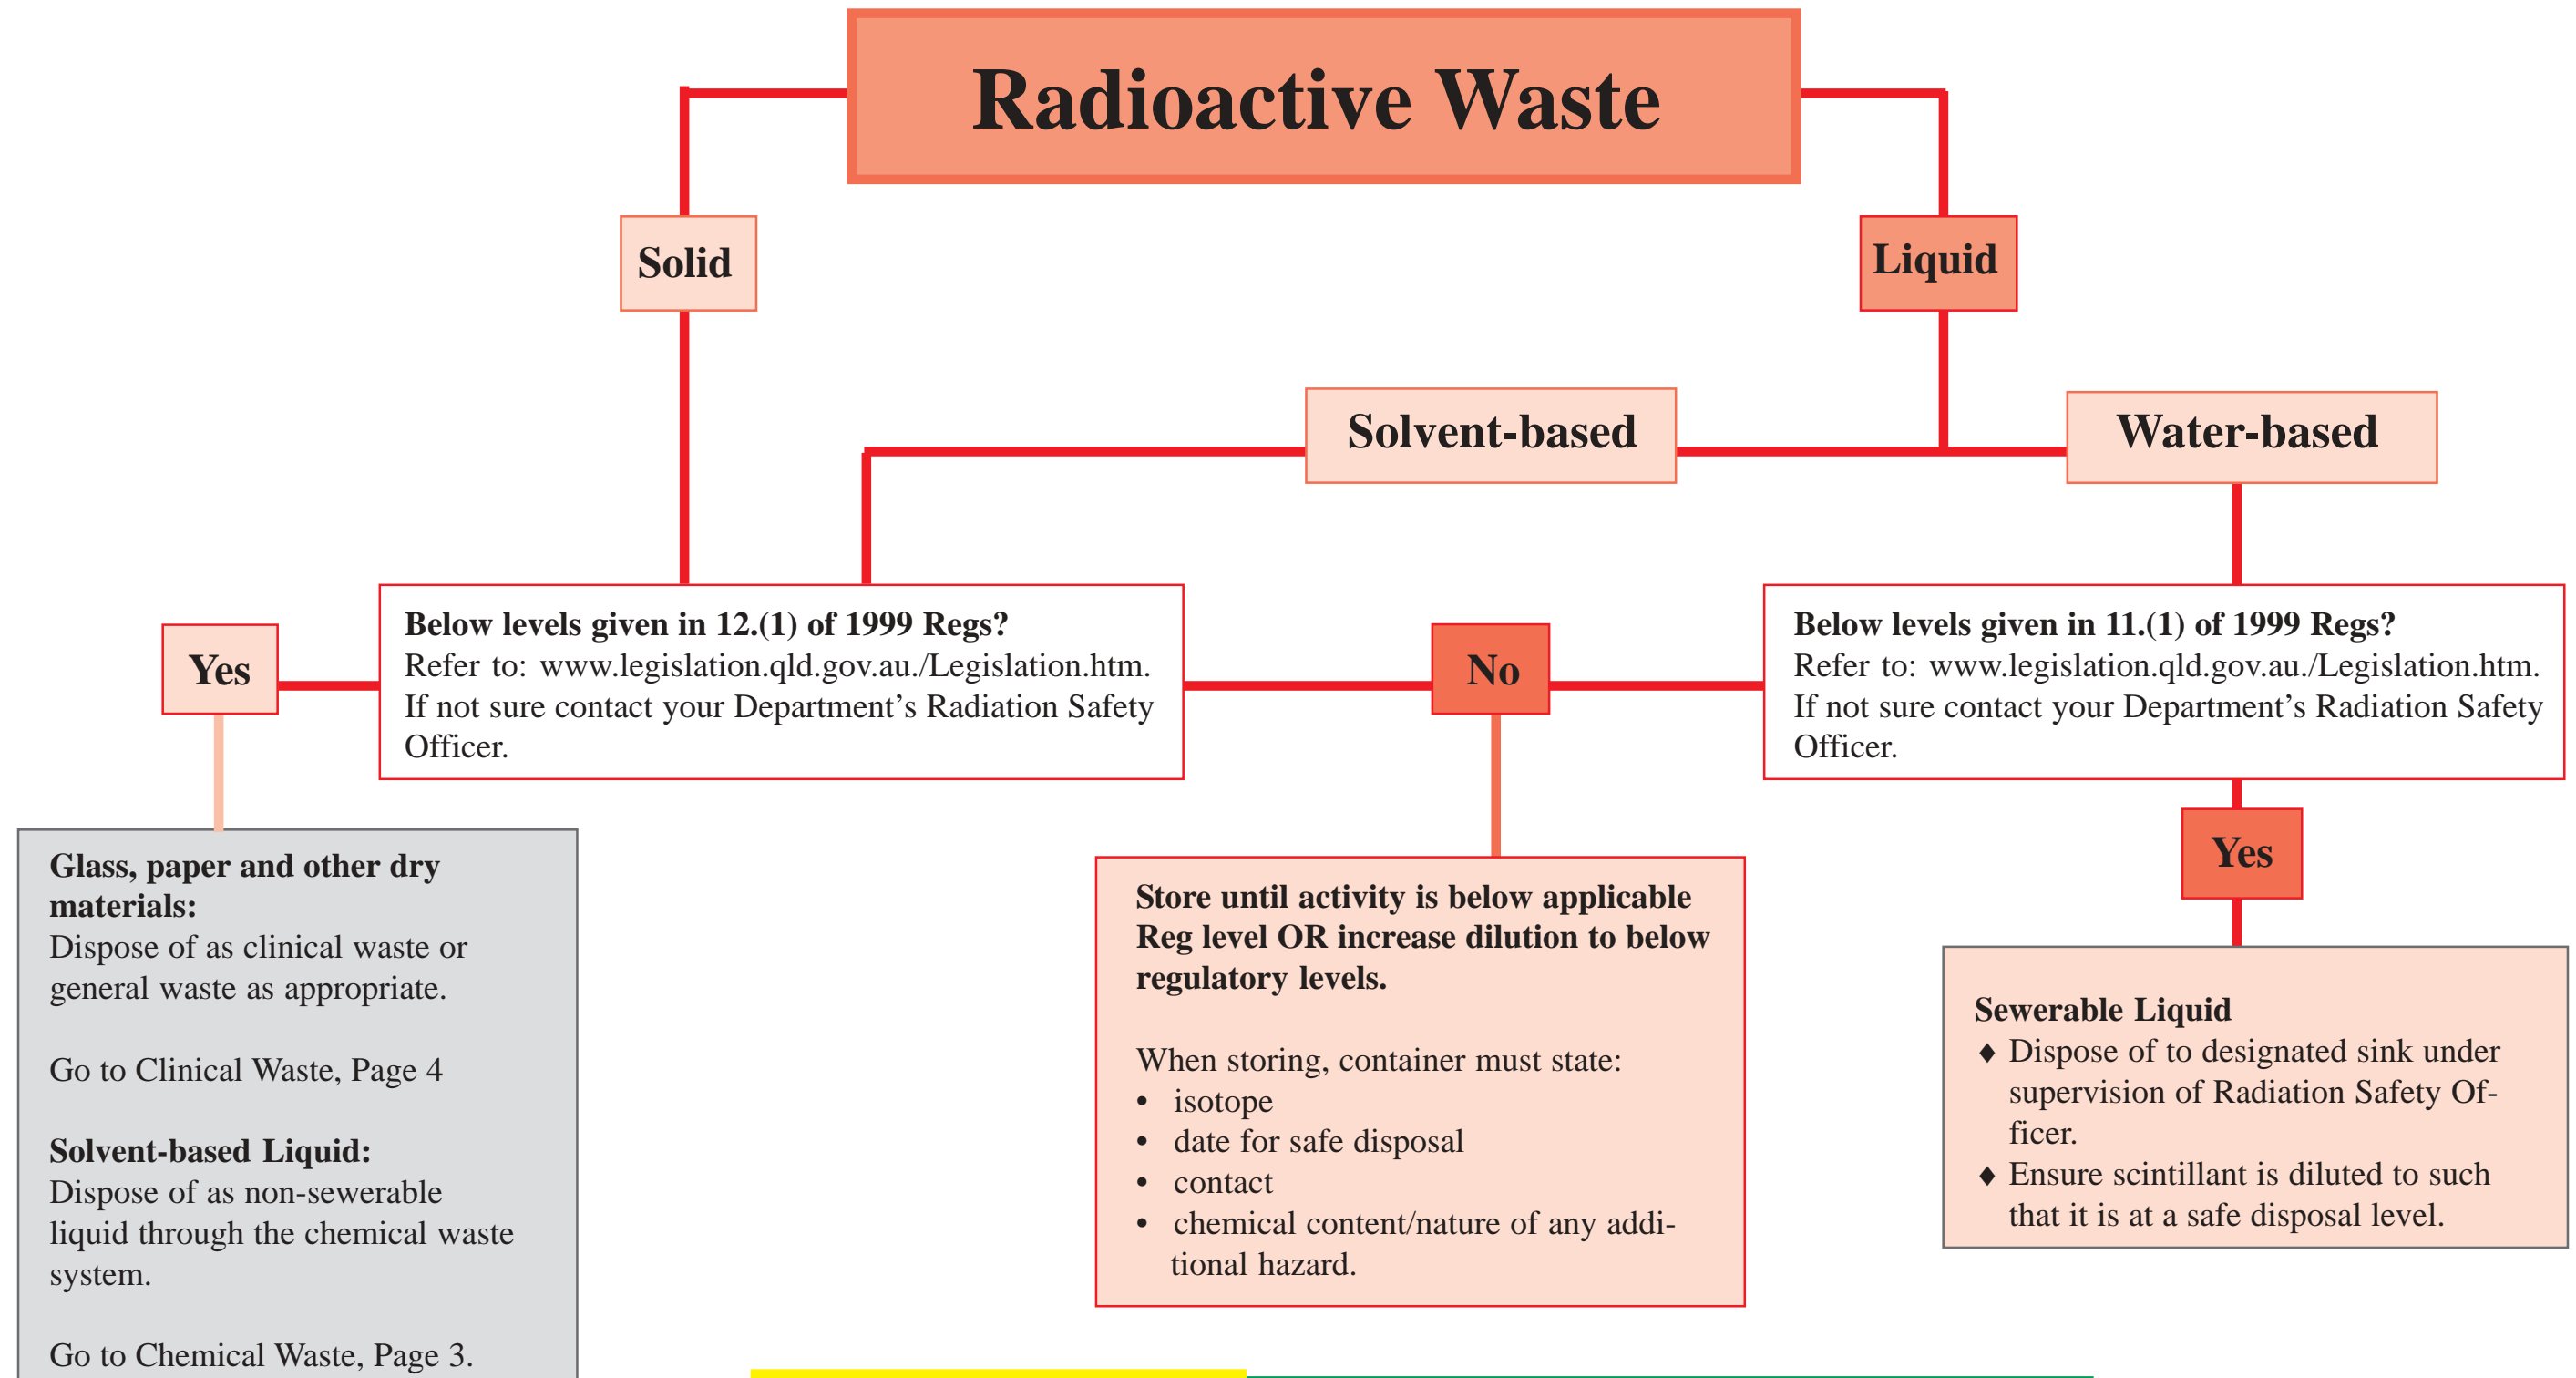 Radioactive Waste
Solid
Liquid
Solvent-based
Water-based
Yes
Below levels given in 12.(1) of 1999 Regs?
Refer to: www.legislation.qld.gov.au./Legislation.htm.
If not sure contact your Department’s Radiation Safety
Officer.
No
Below levels given in 11.(1) of 1999 Regs?
Refer to: www.legislation.qld.gov.au./Legislation.htm.
If not sure contact your Department’s Radiation Safety
Officer.
Yes
Glass, paper and other dry
materials:
Dispose of as clinical waste or
general waste as appropriate.
Go to Clinical Waste, Page 4
Solvent-based Liquid:
Dispose of as non-sewerable
liquid through the chemical waste
system.
Go to Chemical Waste, Page 3.
Store until activity is below applicable
Reg level OR increase dilution to below
regulatory levels.
When storing, container must state:
• isotope
• date for safe disposal
• contact
• chemical content/nature of any addi-
tional hazard.
Sewerable Liquid
♦ Dispose of to designated sink under
supervision of Radiation Safety Of-
ficer.
♦ Ensure scintillant is diluted to such
that it is at a safe disposal level.